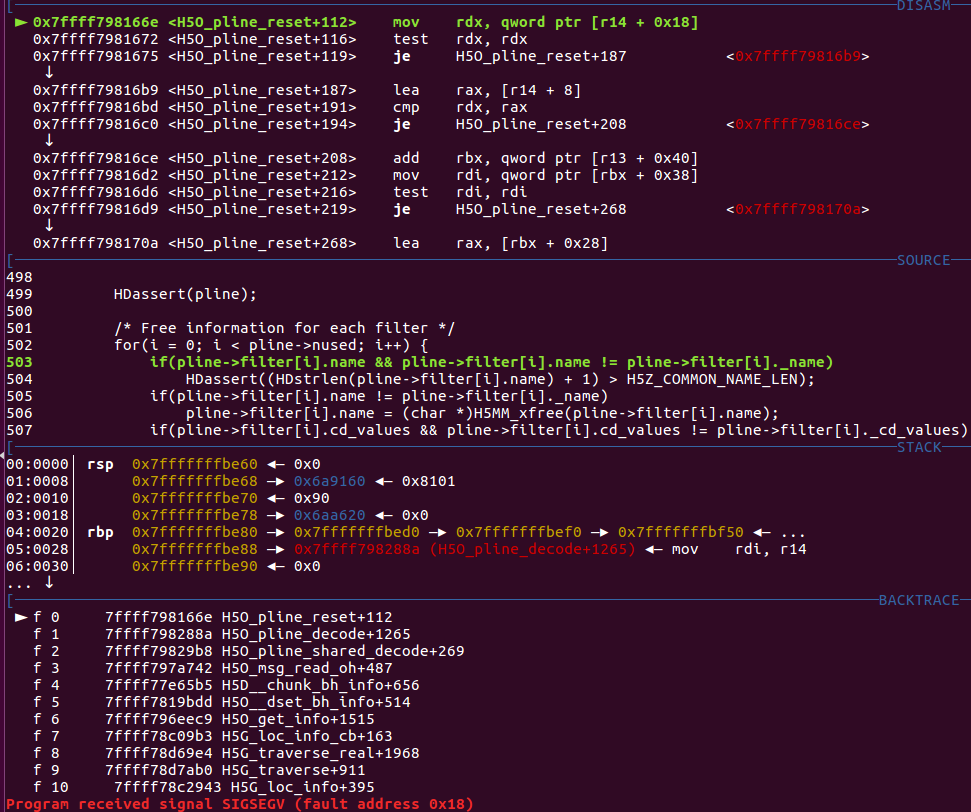 [DISASM
► 0x7ffff798166e <H5O_pline_reset+112> mov rdx, qword ptr [r14 + 0x18]
0x7ffff7981672 <H5O_pline_reset+116> test rdx, rdx
0x7ffff7981675 <H5O_pline_reset+119> je H5O_pline_reset+187 <0x7ffff79816b9>
↓
0x7ffff79816b9 <H5O_pline_reset+187> lea rax, [r14 + 8]
0x7ffff79816bd <H5O_pline_reset+191> cmp rdx, rax
0x7ffff79816c0 <H5O_pline_reset+194> je H5O_pline_reset+208 <0x7ffff79816ce>
↓
0x7ffff79816ce <H5O_pline_reset+208> add rbx, qword ptr [r13 + 0x40]
0x7ffff79816d2 <H5O_pline_reset+212> mov rdi, qword ptr [rbx + 0x38]
0x7ffff79816d6 <H5O_pline_reset+216> test rdi, rdi
0x7ffff79816d9 <H5O_pline_reset+219> je H5O_pline_reset+268 <0x7ffff798170a>
↓
0x7ffff798170a <H5O_pline_reset+268> lea rax, [rbx + 0x28]
[SOURCE
498
499 HDassert(pline);
500
501 /* Free information for each filter */
502 for(i = 0; i < pline->nused; i++) {
503 if(pline->filter[i].name && pline->filter[i].name != pline->filter[i]._name)
504 HDassert((HDstrlen(pline->filter[i].name) + 1) > H5Z_COMMON_NAME_LEN);
505 if(pline->filter[i].name != pline->filter[i]._name)
506 pline->filter[i].name = (char *)H5MM_xfree(pline->filter[i].name);
507 if(pline->filter[i].cd_values && pline->filter[i].cd_values != pline->filter[i]._cd_values)
[STACK
00:0000│ rsp 0x7fffffffbe60 ◂— 0x0
01:0008│ 0x7fffffffbe68 —▸ 0x6a9160 ◂— 0x8101
02:0010│ 0x7fffffffbe70 ◂— 0x90
03:0018│ 0x7fffffffbe78 —▸ 0x6aa620 ◂— 0x0
04:0020│ rbp 0x7fffffffbe80 —▸ 0x7fffffffbed0 —▸ 0x7fffffffbef0 —▸ 0x7fffffffbf50 ◂— ...
05:0028│ 0x7fffffffbe88 —▸ 0x7ffff798288a (H5O_pline_decode+1265) ◂— mov rdi, r14
06:0030│ 0x7fffffffbe90 ◂— 0x0
... ↓
[BACKTRACE
► f 0 7ffff798166e H5O_pline_reset+112
f 1 7ffff798288a H5O_pline_decode+1265
f 2 7ffff79829b8 H5O_pline_shared_decode+269
f 3 7ffff797a742 H5O_msg_read_oh+487
f 4 7ffff77e65b5 H5D__chunk_bh_info+656
f 5 7ffff7819bdd H5O__dset_bh_info+514
f 6 7ffff796eec9 H5O_get_info+1515
f 7 7ffff78c09b3 H5G_loc_info_cb+163
f 8 7ffff78d69e4 H5G_traverse_real+1968
f 9 7ffff78d7ab0 H5G_traverse+911
f 10 7ffff78c2943 H5G_loc_info+395
Program received signal SIGSEGV (fault address 0x18)